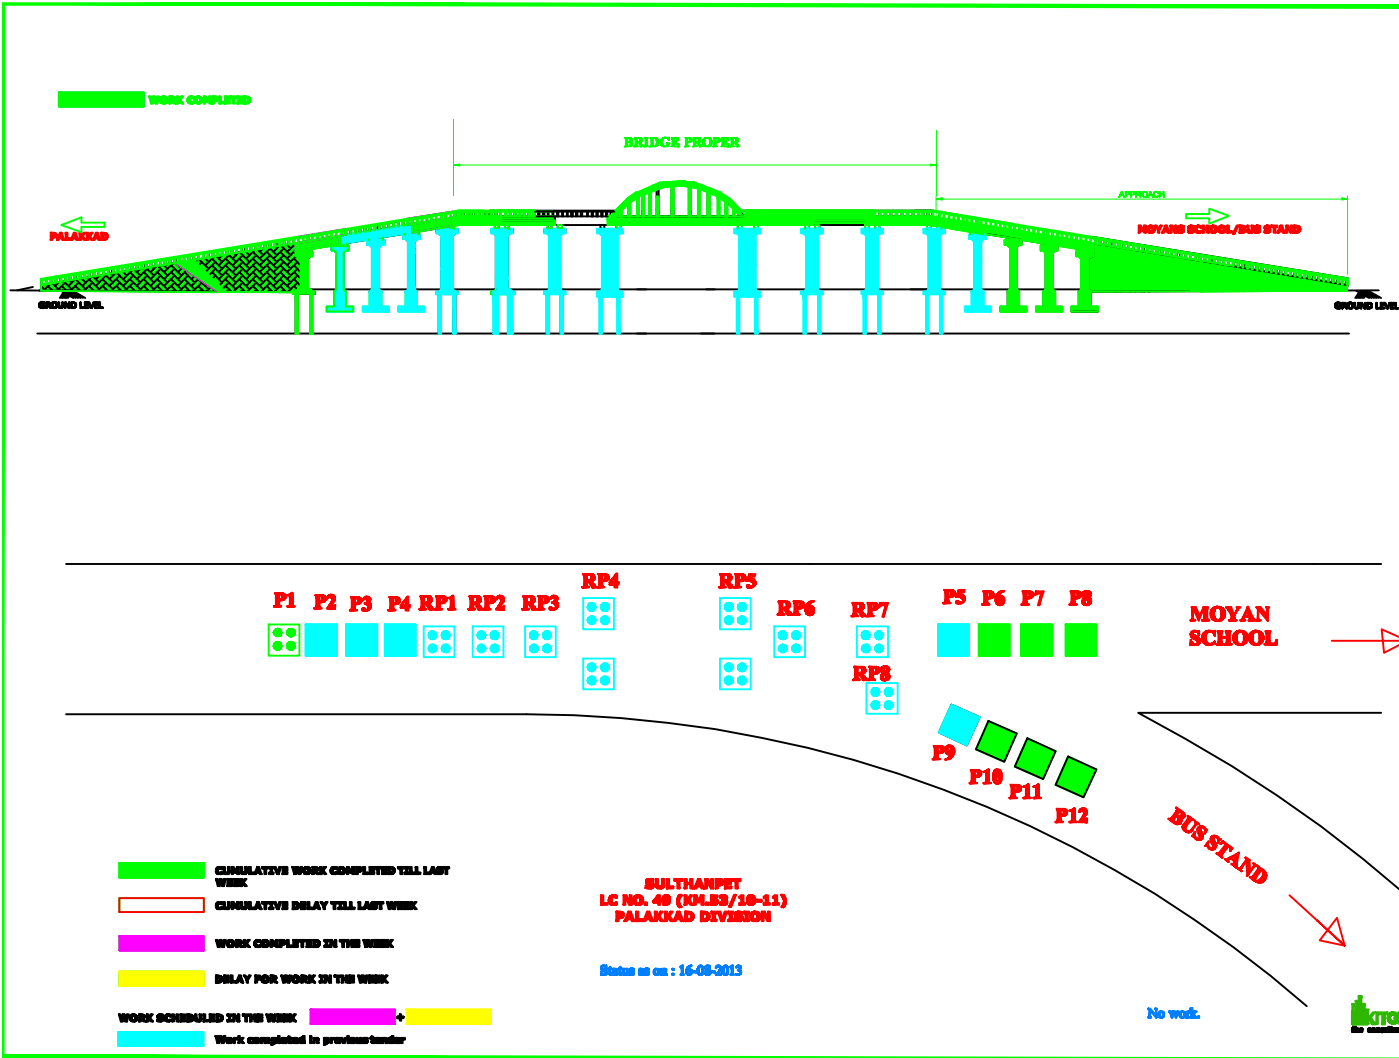 WORK COMPLETED
BRIDGE PROPER
APPROACH
PALAKKAD
MOYANS SCHOOL/BUS STAND
GROUND LEVEL
GROUND LEVEL
RP4 RP5
P1 P2 P3 P4 RP1 RP2 RP3 RP6 RP7 P5 P6 P7 P8
MOYAN
SCHOOL
RP8
P9
P10
P11
P12
BUS STAND
CUMULATIVE WORK COMPLETED TILL LAST
WEEK
CUMULATIVE DELAY TILL LAST WEEK
WORK COMPLETED IN THE WEEK
DELAY FOR WORK IN THE WEEK
WORK SCHEDULED IN THE WEEK +
Work completed in previous tender
SULTHANPET
LC NO. 49 (KM.53/10-11)
PALAKKAD DIVISION
Status as on : 16-08-2013
No work.